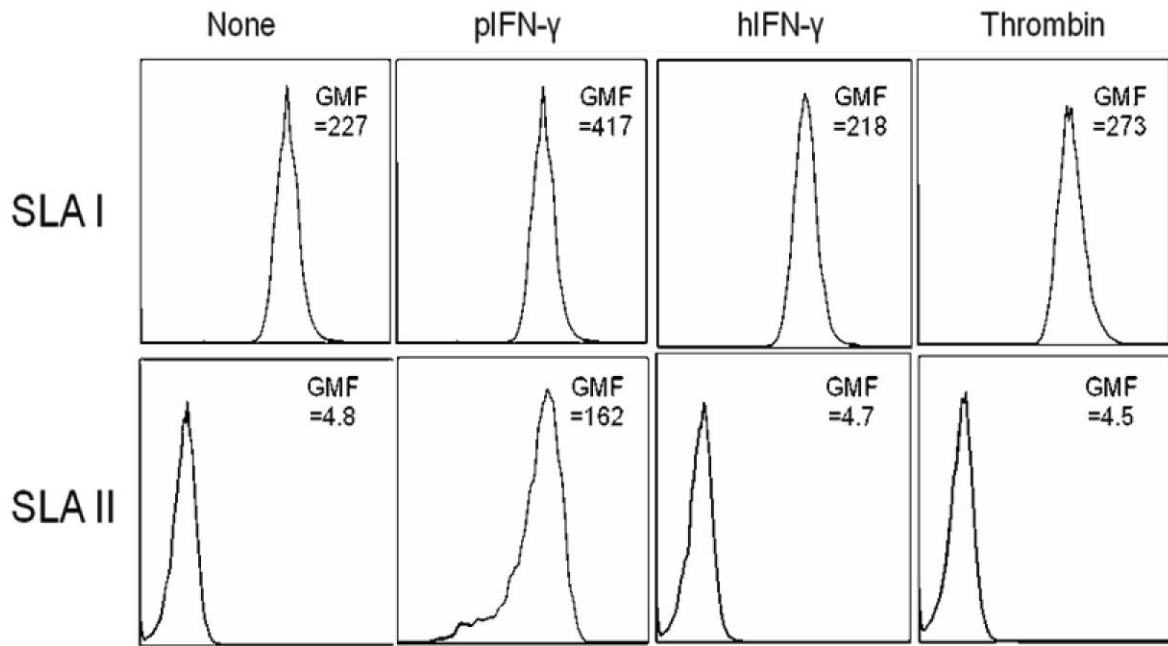 None pIFN-γ hIFN-γ Thrombin
SLA I
GMF
=227
GMF
=417
GMF
=218
GMF
=273
SLA II
GMF
=4.8
GMF
=162
GMF
=4.7
GMF
=4.5